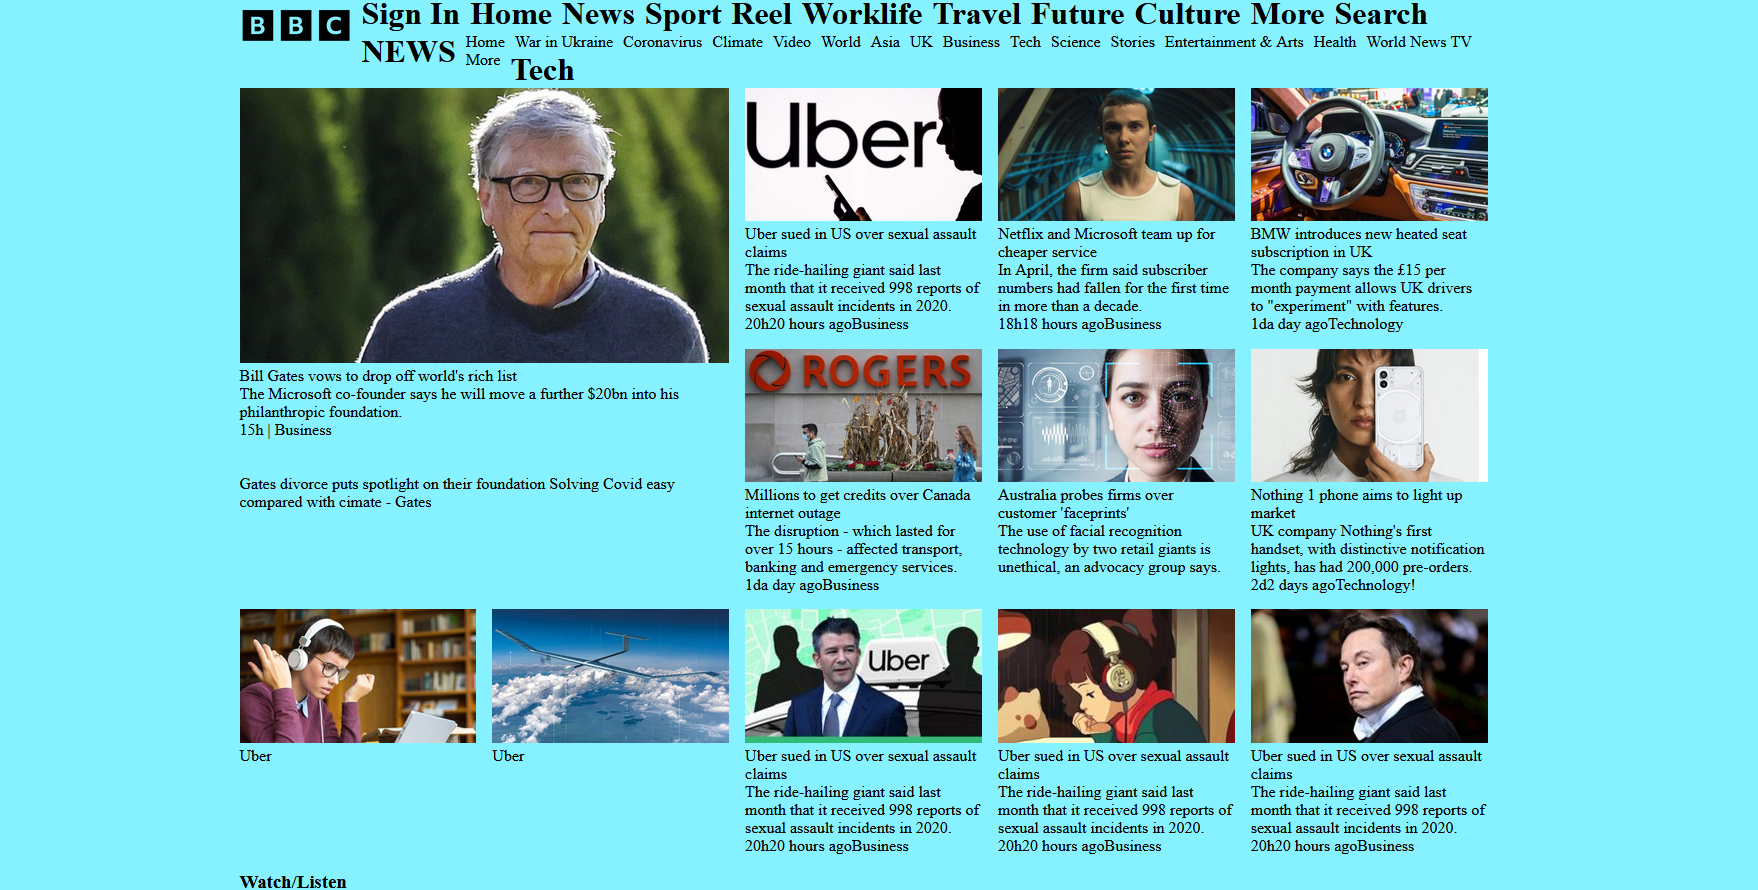 BBC
Sign In Home News Sport Reel Worklife Travel Future Culture More Search
NEWS
Home War in Ukraine Coronavirus Climate Video World Asia UK Business Tech Science Stories Entertainment & Arts Health World News TV
More
Tech
Bill Gates vows to drop off world's rich list
The Microsoft co-founder says he will move a further $20bn into his
philanthropic foundation.
15h | Business
Gates divorce puts spotlight on their foundation Solving Covid easy
compared with cimate - Gates
Uber
Uber sued in US over sexual assault
claims
The ride-hailing giant said last
month that it received 998 reports of
sexual assault incidents in 2020.
20h20 hours agoBusiness
Netflix and Microsoft team up for
cheaper service
In April, the firm said subscriber
numbers had fallen for the first time
in more than a decade.
18h18 hours agoBusiness
BMW introduces new heated seat
subscription in UK
The company says the £15 per
month payment allows UK drivers
to "experiment" with features.
1da day agoTechnology
ROGERS
Millions to get credits over Canada
internet outage
The disruption - which lasted for
over 15 hours - affected transport,
banking and emergency services.
1da day agoBusiness
Australia probes firms over
customer 'faceprints'
The use of facial recognition
technology by two retail giants is
unethical, an advocacy group says.
Nothing 1 phone aims to light up
market
UK company Nothing's first
handset, with distinctive notification
lights, has had 200,000 pre-orders.
2d2 days agoTechnology!
Uber
Uber
Uber
Uber sued in US over sexual assault
claims
The ride-hailing giant said last
month that it received 998 reports of
sexual assault incidents in 2020.
20h20 hours agoBusiness
Uber sued in US over sexual assault
claims
The ride-hailing giant said last
month that it received 998 reports of
sexual assault incidents in 2020.
20h20 hours agoBusiness
Uber sued in US over sexual assault
claims
The ride-hailing giant said last
month that it received 998 reports of
sexual assault incidents in 2020.
20h20 hours agoBusiness
Watch/Listen